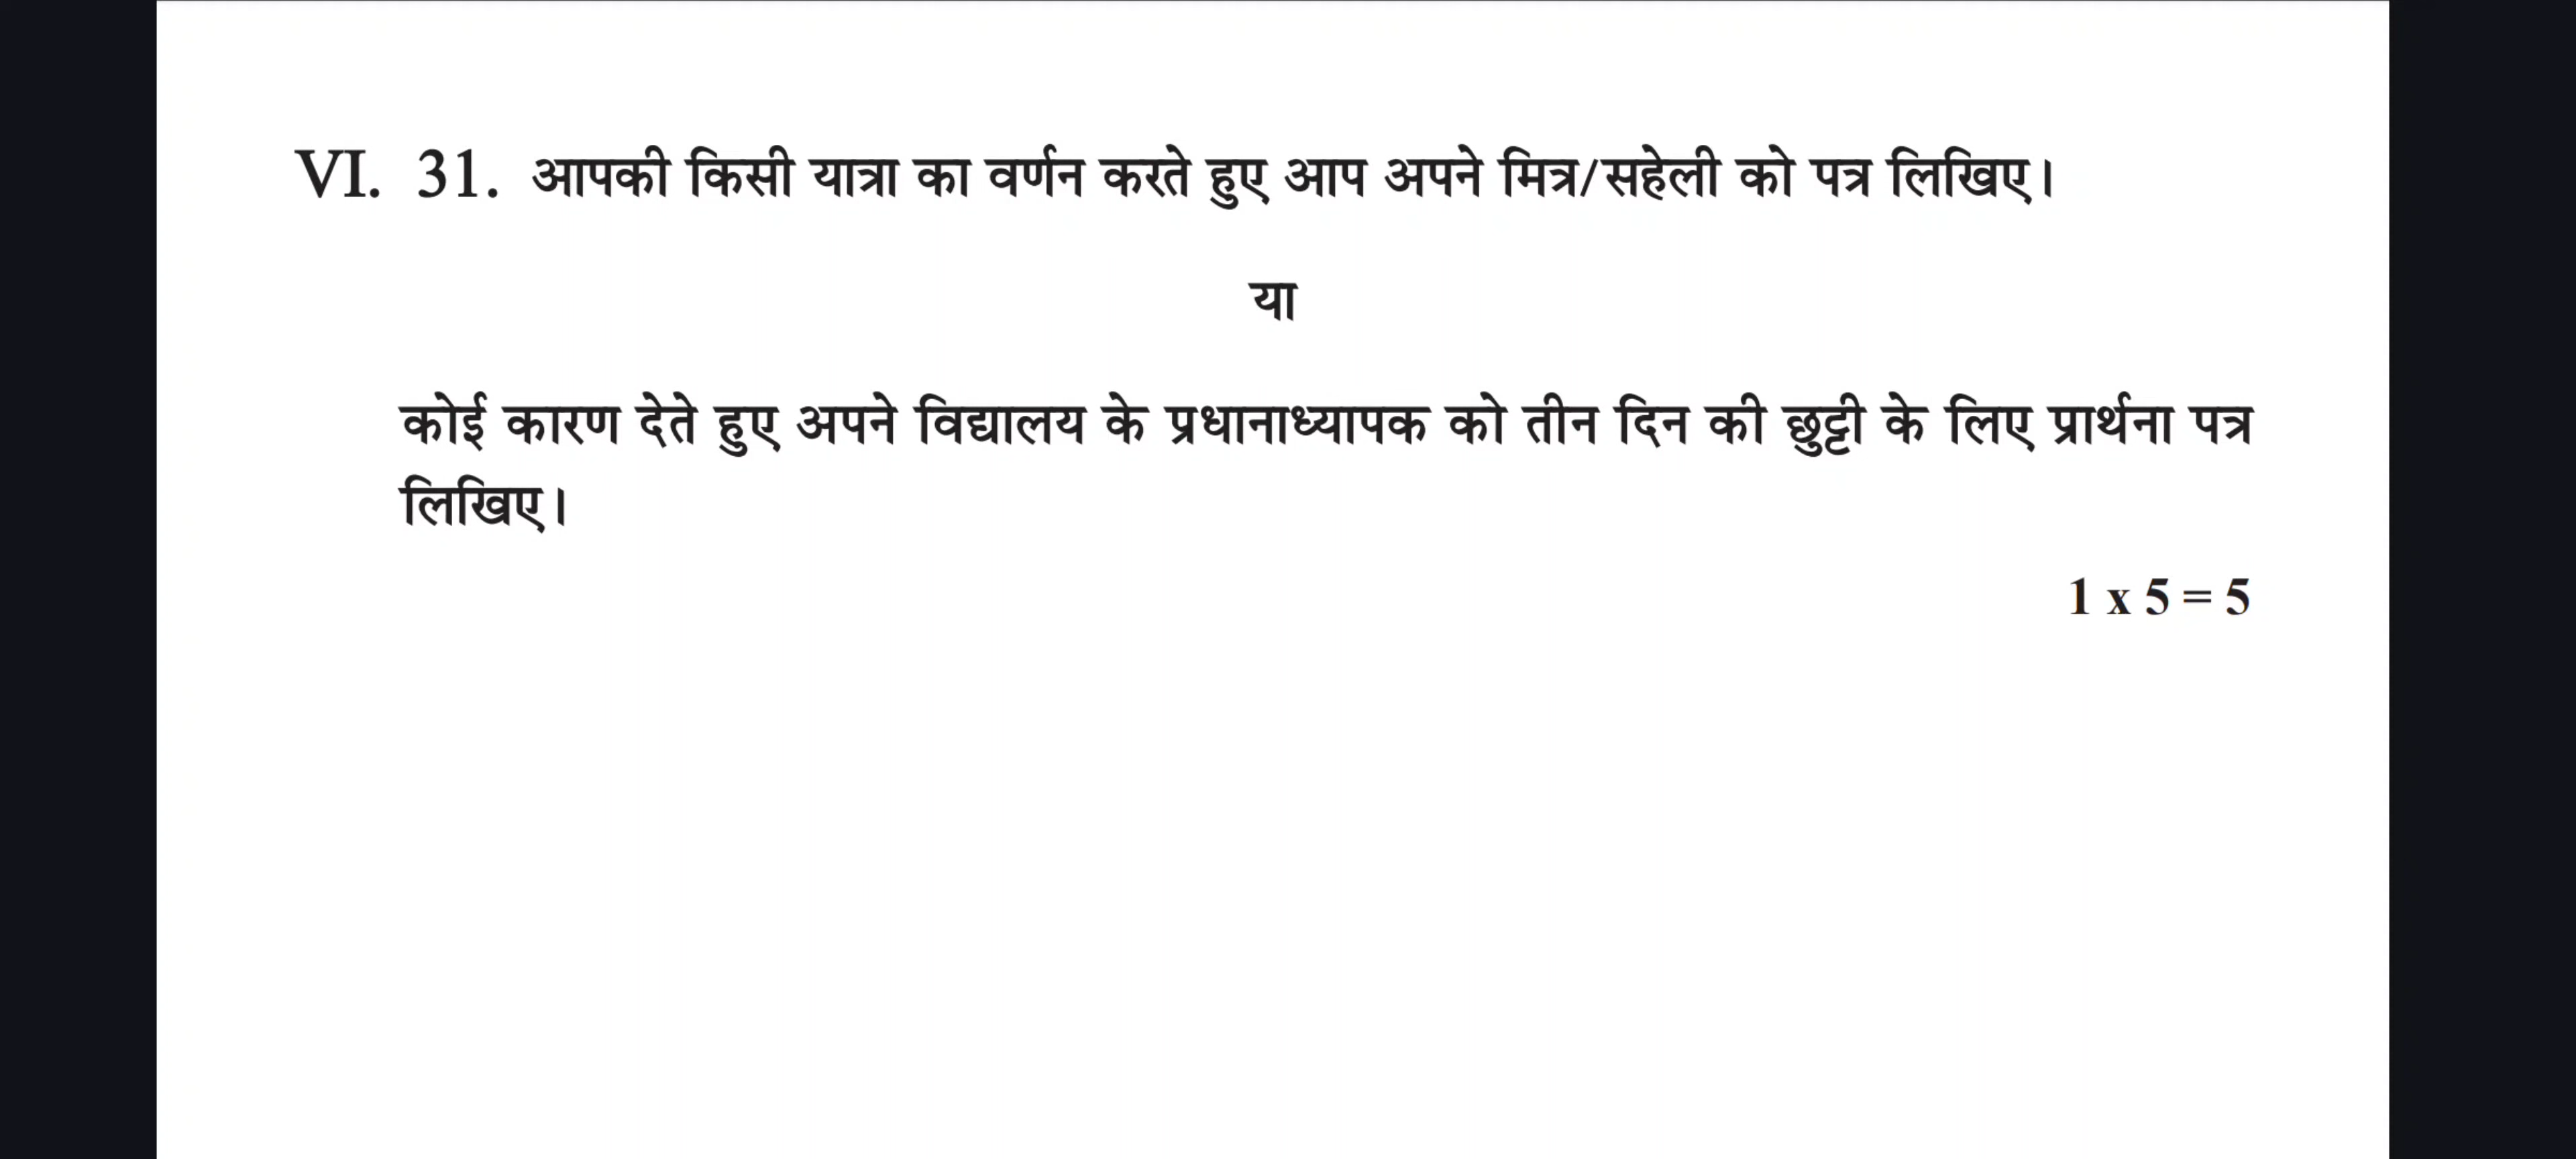 VI. 31. आपकी किसी यात्रा का वर्णन करते हुए आप अपने मित्र/सहेली को पत्र लिखिए।
या
कोई कारण देते हुए अपने विद्यालय के प्रधानाध्यापक को तीन दिन की छुट्टी के लिए प्रार्थना पत्र
लिखिए।
1 x 5 = 5